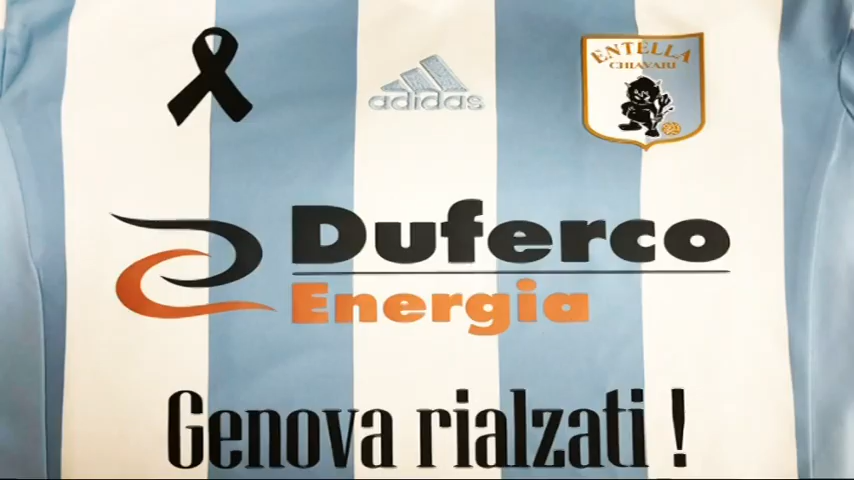 adidas
ENTELLA
CHIAVARI
Duferco
Energia
Genova rialzati !